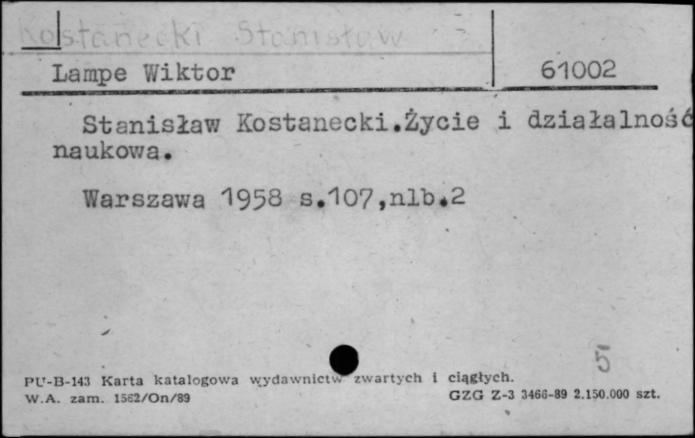 Kostanecki Stanisław
Lampe Wiktor 61002
Stanisław Kostanecki.Życie i działalność
naukowa.
Warszawa 1958 s.107,nlb.2
PU-B-143 Karta katalogowa wydawnictw zwartych i ciągłych.
W.A. zam. 1562/On/89 GZG Z-3 3466-89 2.150.000 szt.